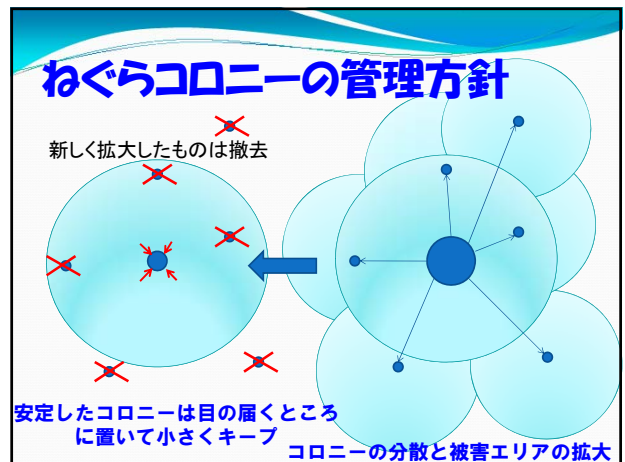 ねぐらコロニーの管理方針
新しく拡大したものは撤去
安定したコロニーは目の届くところ
に置いて小さくキープ
コロニーの分散と被害エリアの拡大